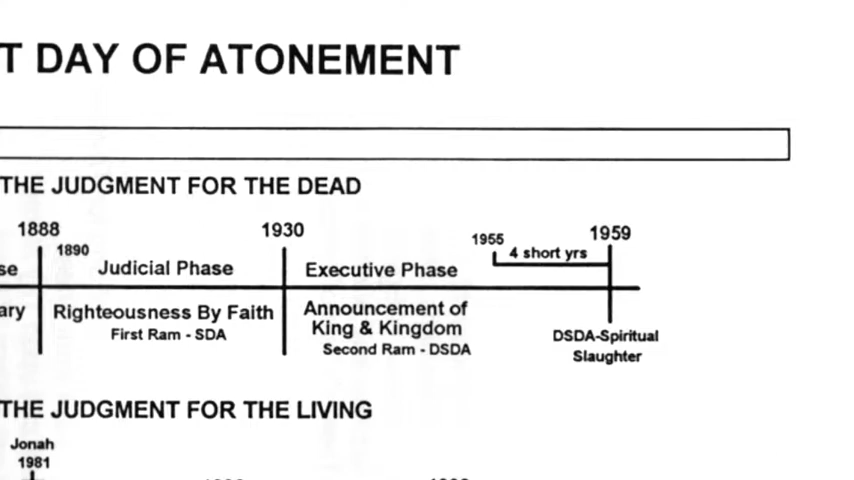 T DAY OF ATONEMENT
THE JUDGMENT FOR THE DEAD
1888
1930
1955
1959
1890
4 short yrs
se
Judicial Phase
Executive Phase
ary
Righteousness By Faith
Announcement of
King & Kingdom
First Ram - SDA
Second Ram - DSDA
DSDA-Spiritual
Slaughter
THE JUDGMENT FOR THE LIVING
Jonah
1981